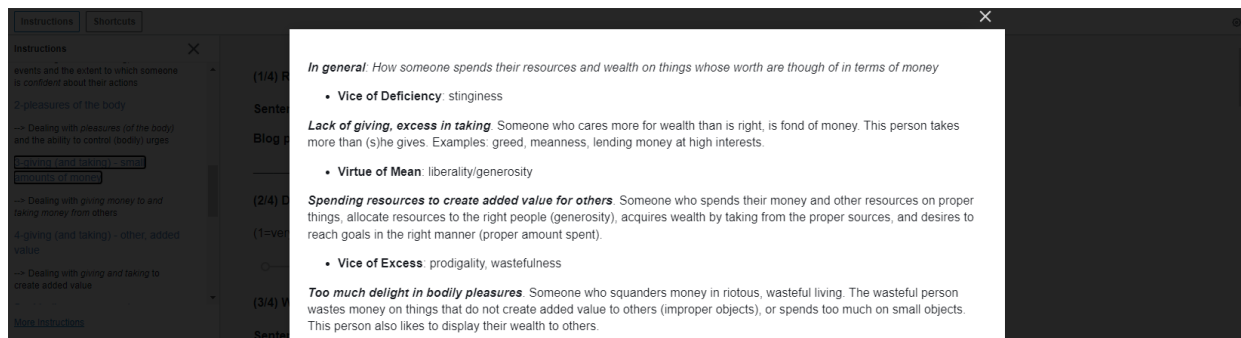 Instructions
Shortcuts
Instructions
events and the extent to which someone
is confident about their actions
2-pleasures of the body
--> Dealing with pleasures (of the body)
and the ability to control (bodily) urges
3-giving (and taking) - small
amounts of money
--> Dealing with giving money to and
taking money from others
4-giving (and taking) - other, added
value
--> Dealing with giving and taking to
create added value
More Instructions
(1/4) R
Senter
Blog p
(2/4) D
(1=ver
(3/4) W
Senter
In general: How someone spends their resources and wealth on things whose worth are though of in terms of money
• Vice of Deficiency: stinginess
Lack of giving, excess in taking. Someone who cares more for wealth than is right, is fond of money. This person takes
more than (s)he gives. Examples: greed, meanness, lending money at high interests.
• Virtue of Mean: liberality/generosity
Spending resources to create added value for others. Someone who spends their money and other resources on proper
things, allocate resources to the right people (generosity), acquires wealth by taking from the proper sources, and desires to
reach goals in the right manner (proper amount spent).
• Vice of Excess: prodigality, wastefulness
Too much delight in bodily pleasures. Someone who squanders money in riotous, wasteful living. The wasteful person
wastes money on things that do not create added value to others (improper objects), or spends too much on small objects.
This person also likes to display their wealth to others.